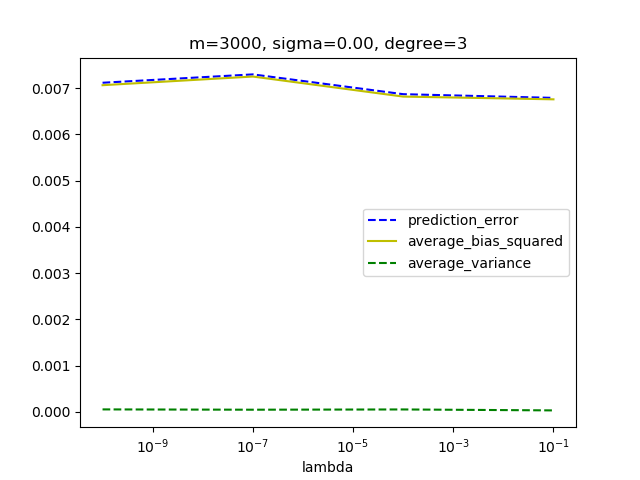 m=3000, sigma=0.00, degree=3
0.007
0.006
0.005
0.004
0.003
0.002
0.001
0.000
prediction_error
average_bias_squared
average_variance
10⁻⁹ 10⁻⁷ 10⁻⁵ 10⁻³ 10⁻¹
lambda